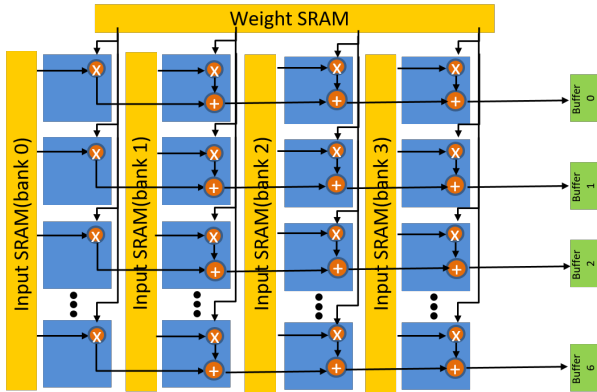 Weight SRAM
Input SRAM(bank 0)
Input SRAM(bank 1)
Input SRAM(bank 2)
Input SRAM(bank 3)
X
X
X
X
+
+
+
Buffer
0
X
X
X
X
+
+
+
Buffer
1
X
X
X
X
+
+
+
Buffer
2
X
X
X
X
+
+
+
Buffer
6